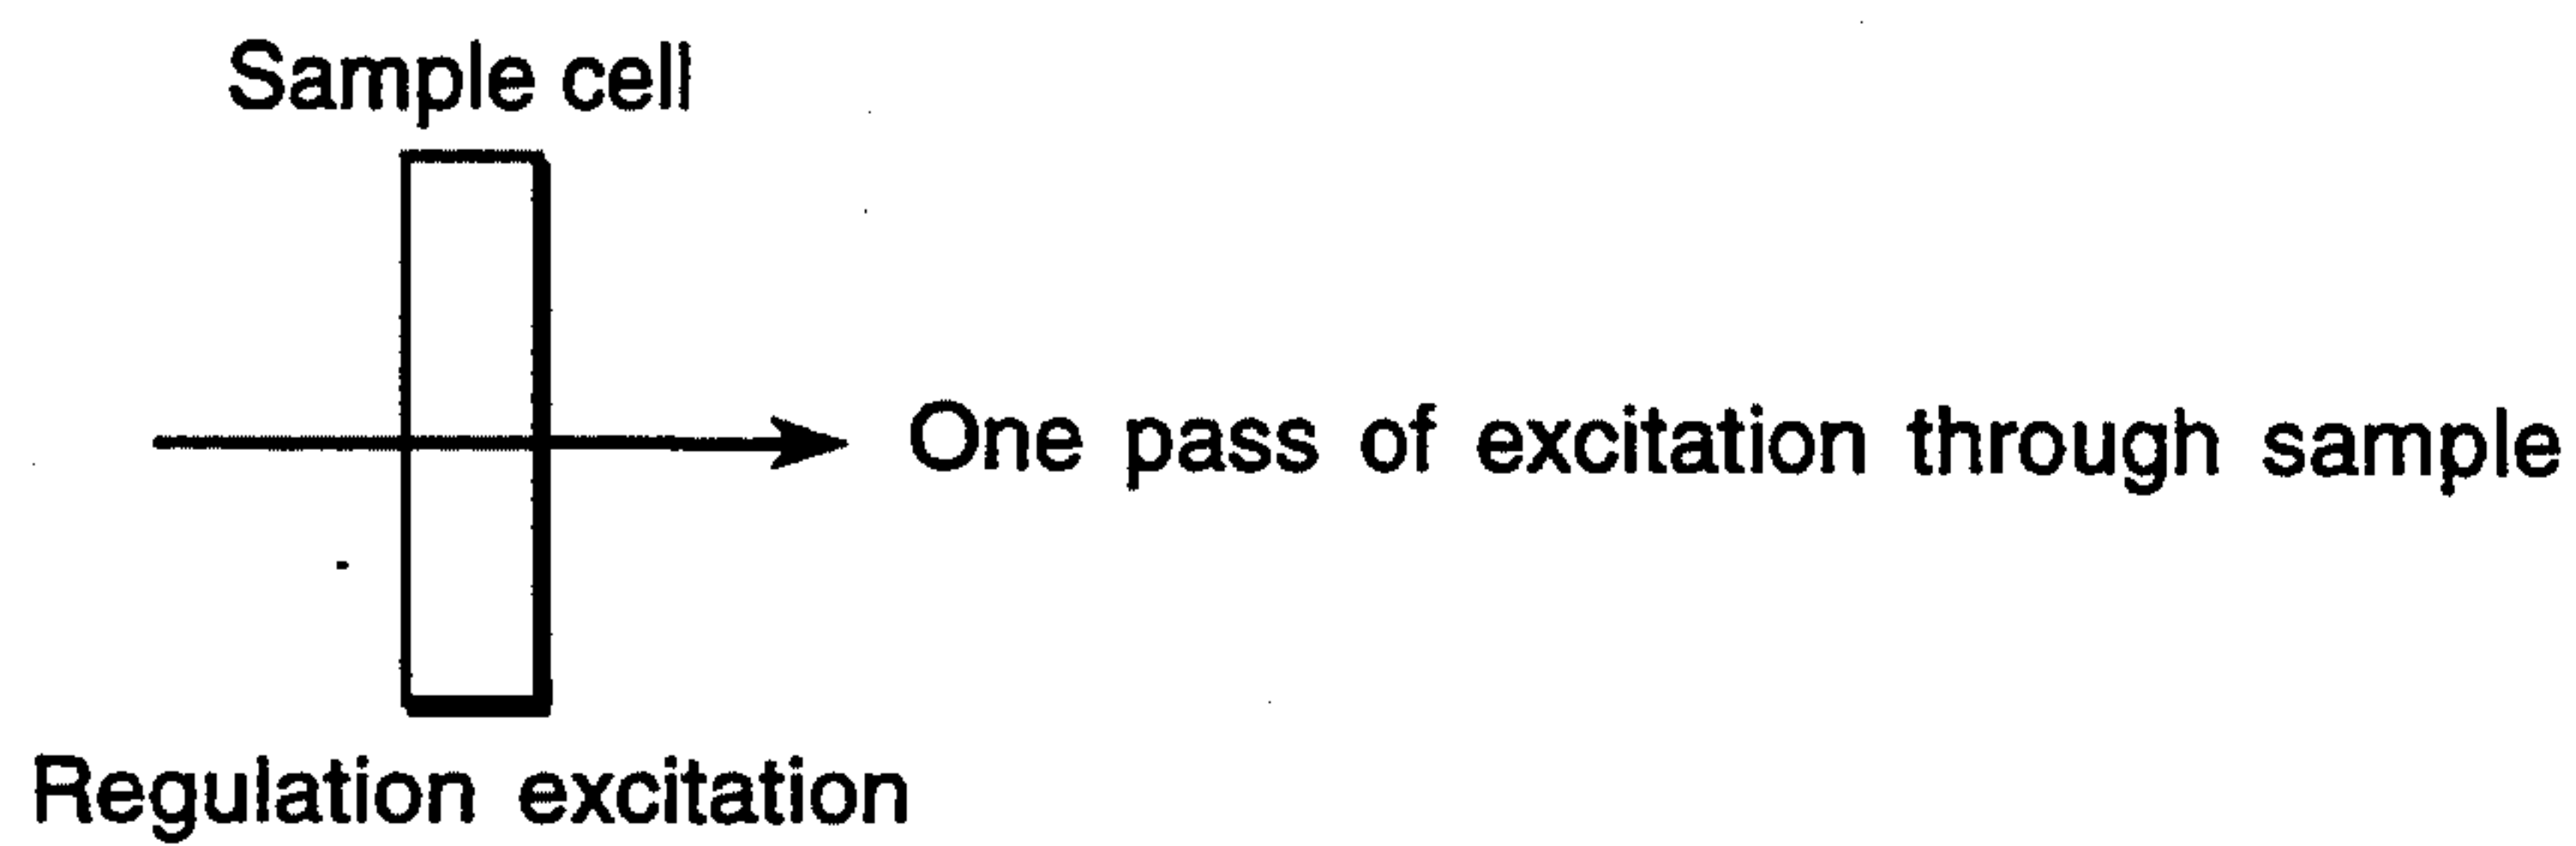 Sample cell
One pass of excitation through sample
Regulation excitation